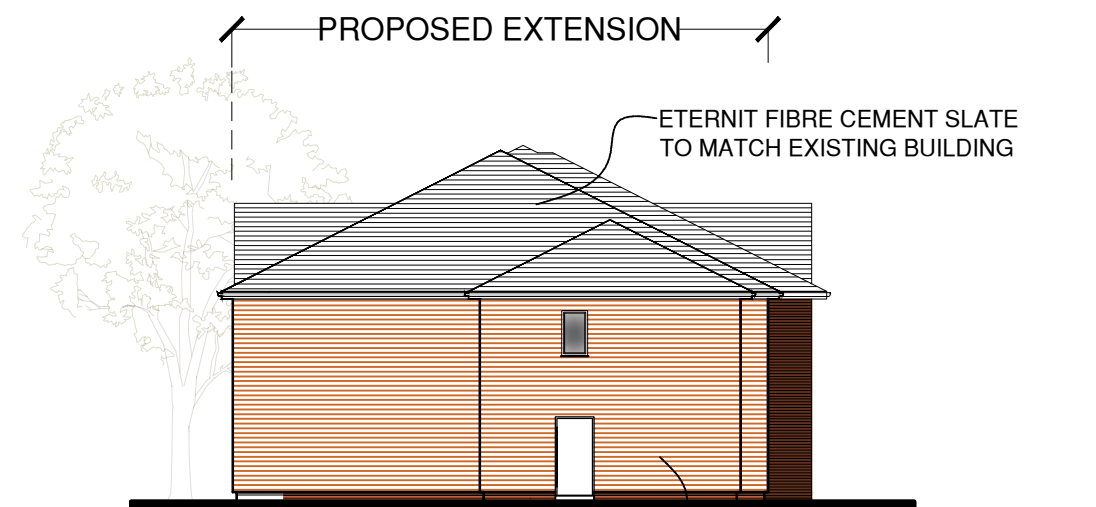 PROPOSED EXTENSION
ETERNIT FIBRE CEMENT SLATE
TO MATCH EXISTING BUILDING